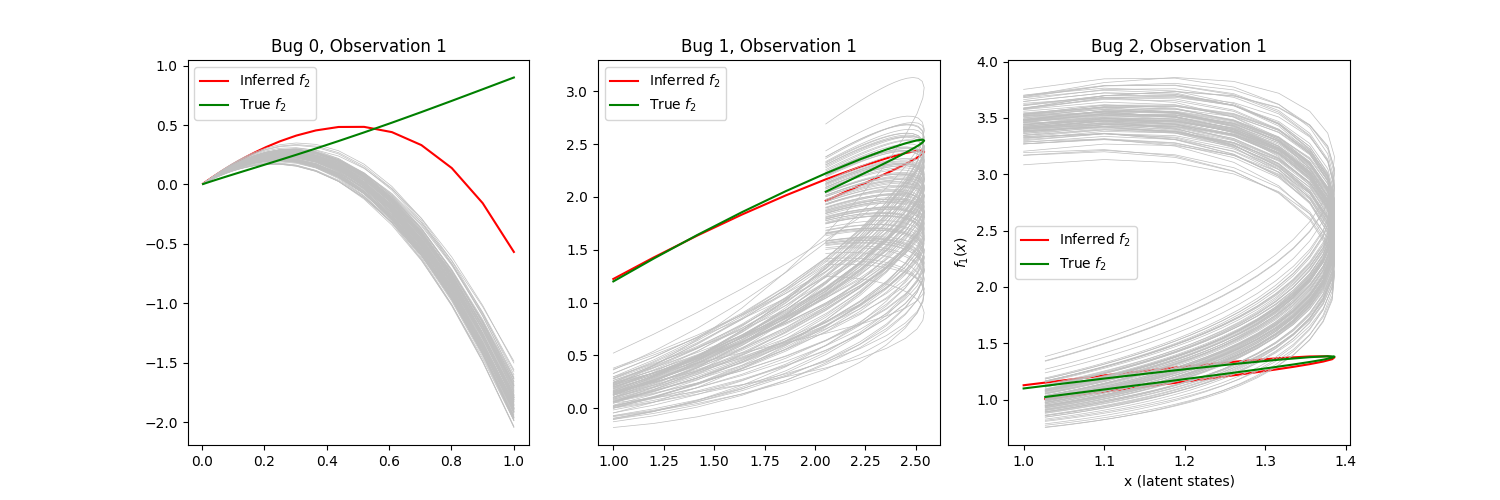 Bug 0, Observation 1
Inferred f₂
True f₂
1.0
0.5
0.0
−0.5
−1.0
−1.5
−2.0
0.0 0.2 0.4 0.6 0.8 1.0
Bug 1, Observation 1
Inferred f₂
True f₂
3.0
2.5
2.0
1.5
1.0
0.5
0.0
1.00 1.25 1.50 1.75 2.00 2.25 2.50
Bug 2, Observation 1
Inferred f₂
True f₂
f₁(x)
4.0
3.5
3.0
2.5
2.0
1.5
1.0
1.0 1.1 1.2 1.3 1.4
x (latent states)